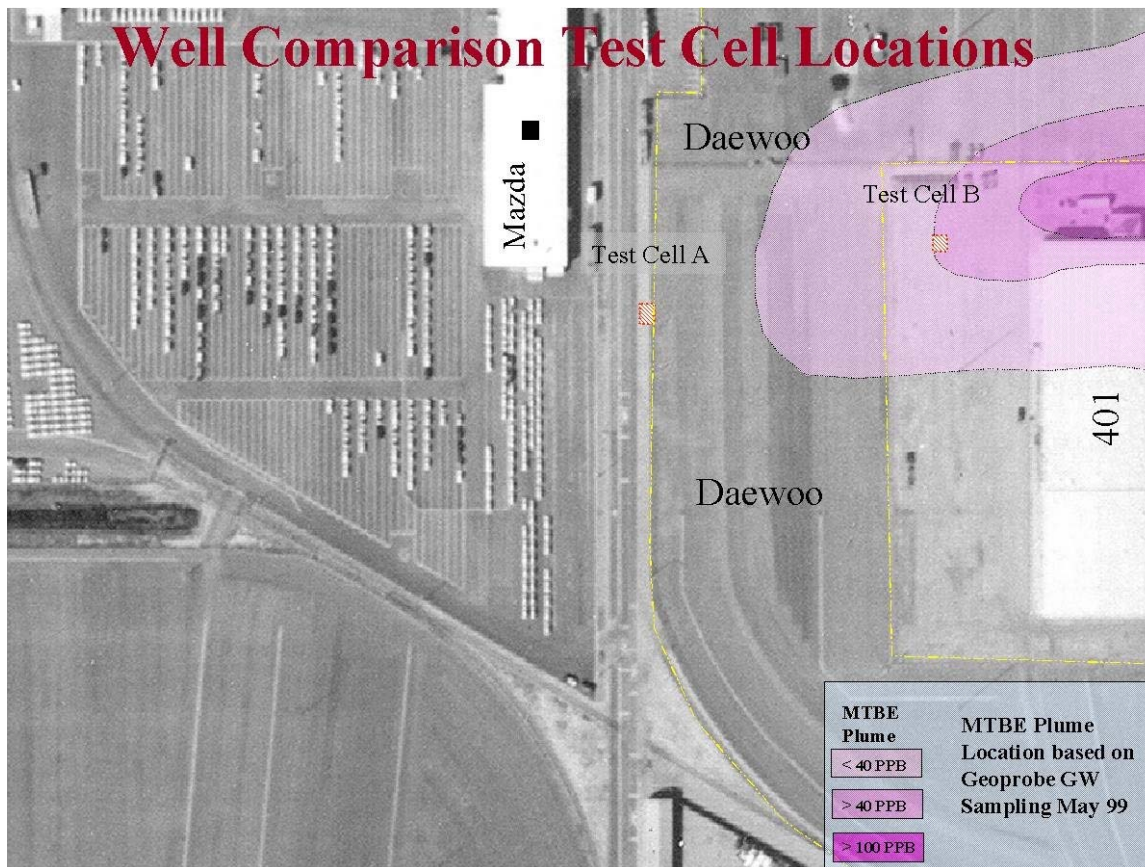 Well Comparison Test Cell Locations
Daewoo
Mazda
Test Cell B
Test Cell A
401
Daewoo
MTBE
Plume
< 40 PPB
> 40 PPB
> 100 PPB
MTBE Plume
Location based on
Geoprobe GW
Sampling May 99